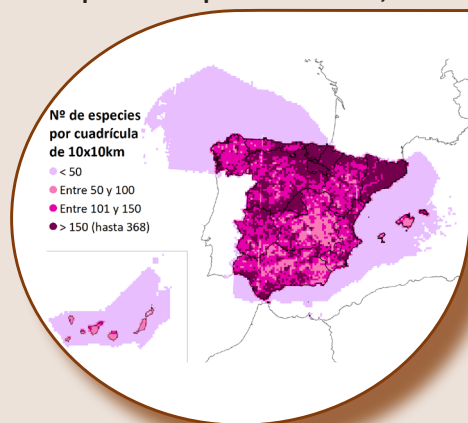 Nº de especies
por cuadrícula
de 10x10km
< 50
Entre 50 y 100
Entre 101 y 150
> 150 (hasta 368)